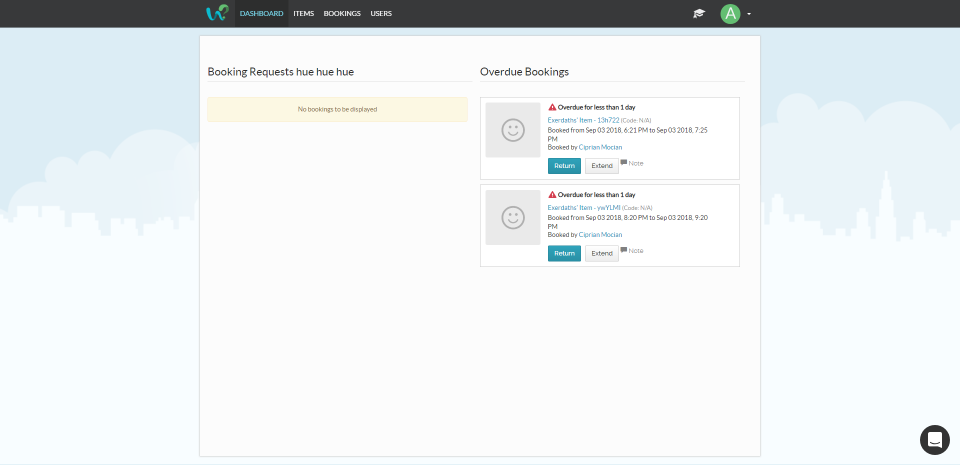 DASHBOARD ITEMS BOOKINGS USERS A
Booking Requests hue hue hue
No bookings to be displayed
Overdue Bookings
Overdue for less than 1 day
Exerdaths' Item - 13h722 (Code: N/A)
Booked from Sep 03 2018, 6:21 PM to Sep 03 2018, 7:25
PM
Booked by Ciprian Mocian
Return Extend Note
Overdue for less than 1 day
Exerdaths' Item - ywYLMI (Code: N/A)
Booked from Sep 03 2018, 8:20 PM to Sep 03 2018, 9:20
PM
Booked by Ciprian Mocian
Return Extend Note